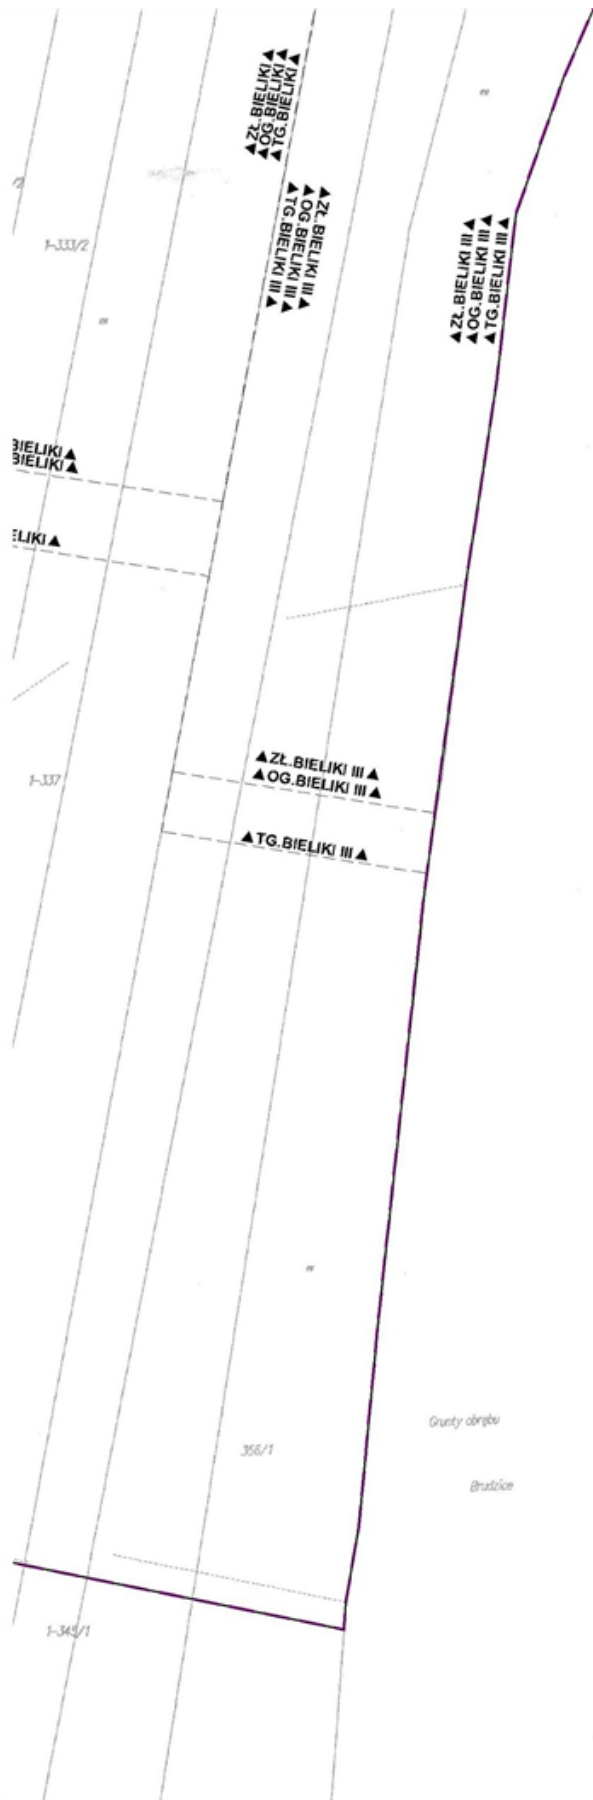 ▲ZŁ.BIELIKI▲
▲OG.BIELIKI▲
▲TG.BIELIKI▲
▲ZŁ.BIELIKI III▲
▲OG.BIELIKI III▲
▲TG.BIELIKI III▲
▲ZŁ.BIELIKI III▲
▲OG.BIELIKI III▲
▲TG.BIELIKI III▲
/2
1-333/2
BIELIKI▲
BIELIKI▲
ELIKI▲
▲ZŁ.BIELIKI III▲
▲OG.BIELIKI III▲
1-337
▲TG.BIELIKI III▲
Grunty obrębu
356/1
Brudzice
1-345/1